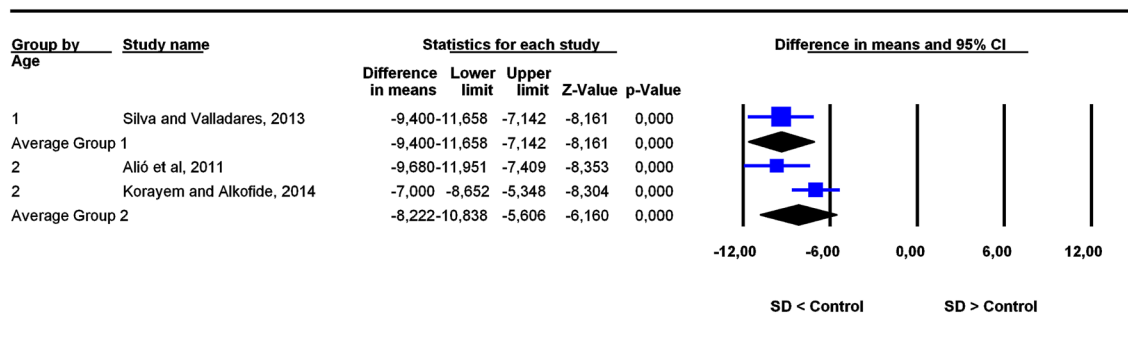 Group by Study name Statistics for each study Difference in means and 95% CI
Age
Difference Lower Upper
in means limit limit Z-Value p-Value
1 Silva and Valladares, 2013 -9,400 -11,658 -7,142 -8,161 0,000
Average Group 1 -9,400 -11,658 -7,142 -8,161 0,000
2 Alió et al, 2011 -9,680 -11,951 -7,409 -8,353 0,000
2 Korayem and Alkofide, 2014 -7,000 -8,652 -5,348 -8,304 0,000
Average Group 2 -8,222 -10,838 -5,606 -6,160 0,000
-12,00 -6,00 0,00 6,00 12,00
SD < Control SD > Control